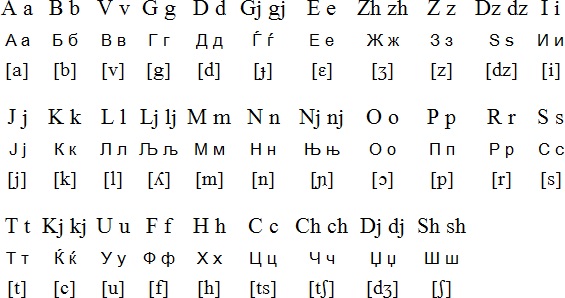 A a B b V v G g D d Gj gj E e Zh zh Z z Dz dz I i
А а Б б В в Г г Д д Ѓ ѓ Е е Ж ж З з Ѕ ѕ И и
[a] [b] [v] [g] [d] [ɟ] [ɛ] [ʒ] [z] [dz] [i]
J j K k L l Lj lj M m N n Nj nj O o P p R r S s
Ј ј К к Л л Љ љ М м Н н Њ њ О о П п Р р С с
[j] [k] [l] [ʎ] [m] [n] [ɲ] [ɔ] [p] [r] [s]
T t Kj kj U u F f H h C c Ch ch Dj dj Sh sh
Т т Ќ ќ У у Ф ф Х х Ц ц Ч ч Џ џ Ш ш
[t] [c] [u] [f] [h] [ts] [tʃ] [dʒ] [ʃ]